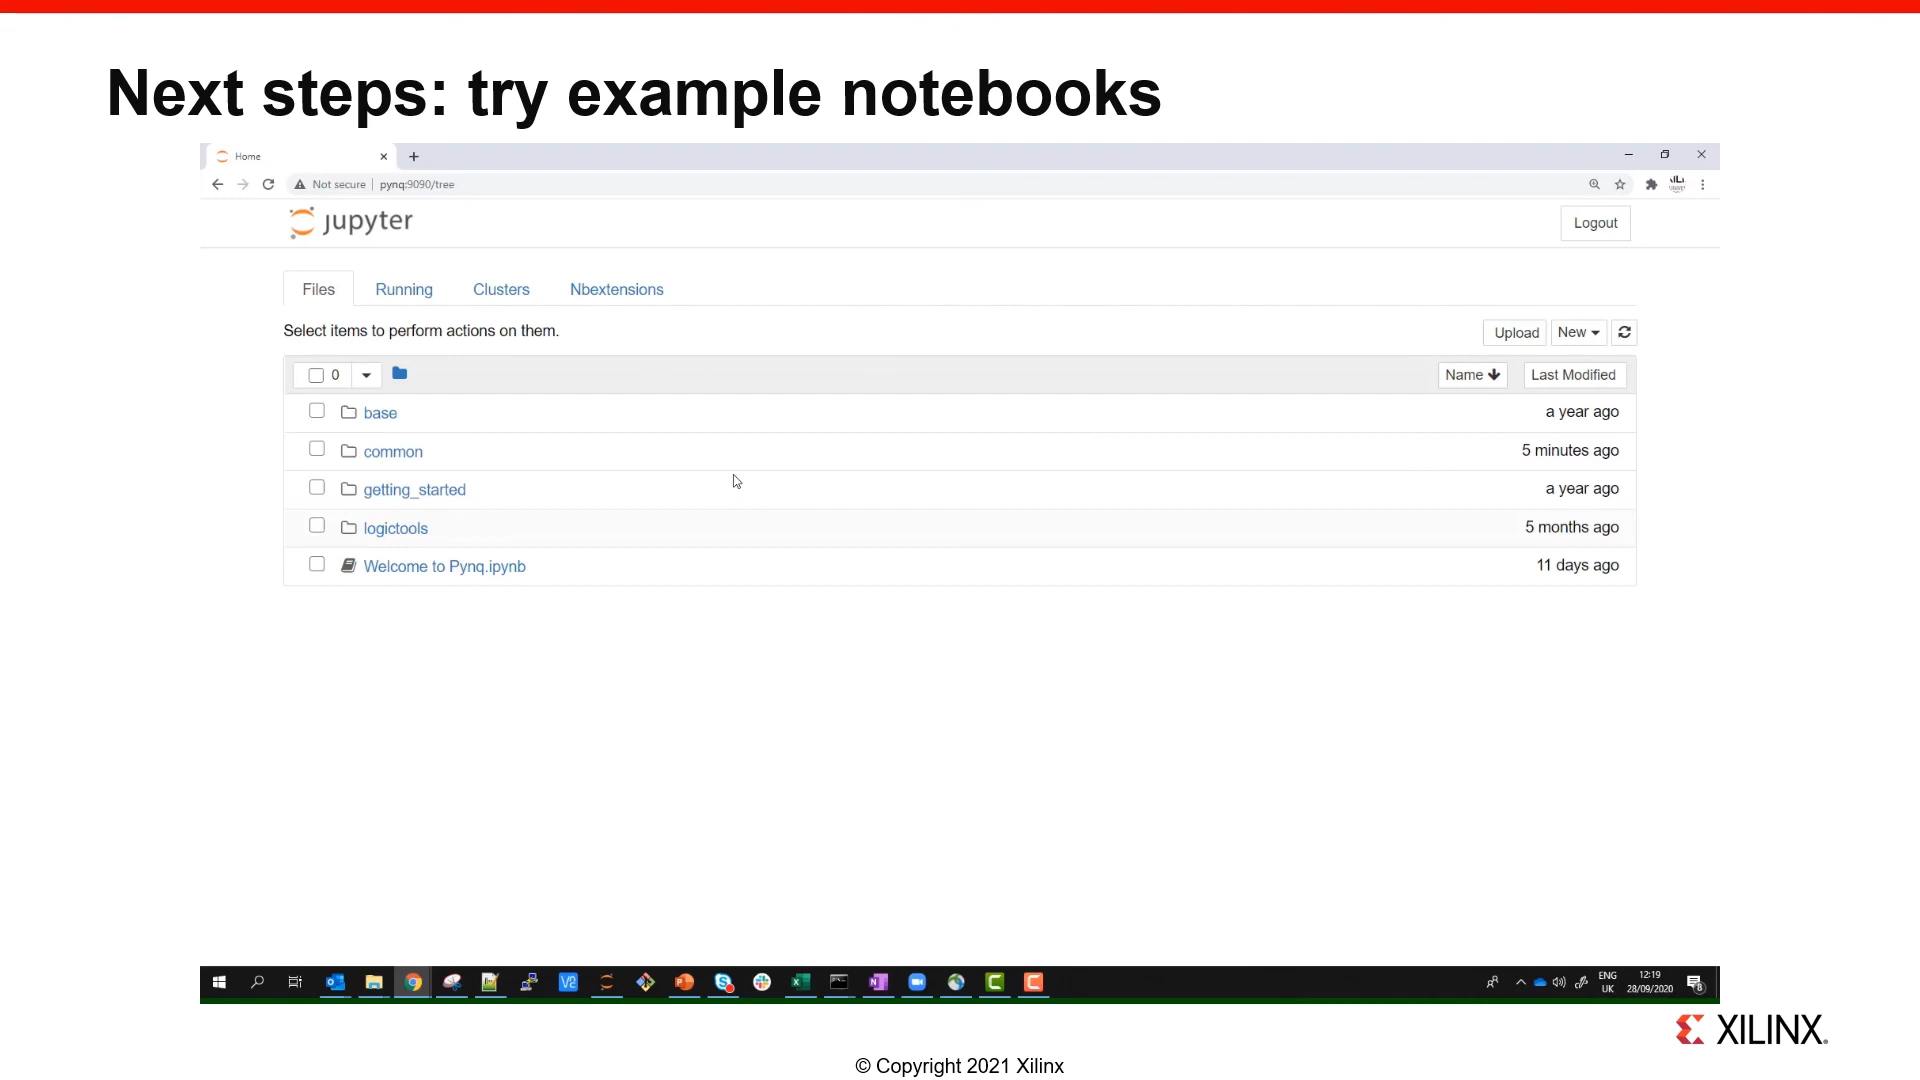 Next steps: try example notebooks
Home
Not secure | pynq:9090/tree
jupyter
Logout
Files Running Clusters Nbextensions
Select items to perform actions on them.
Upload New
0 Name Last Modified
base a year ago
common 5 minutes ago
getting_started a year ago
logictools 5 months ago
Welcome to Pynq.ipynb 11 days ago
ENG 12:19
UK 28/09/2020 8
XILINX
© Copyright 2021 Xilinx